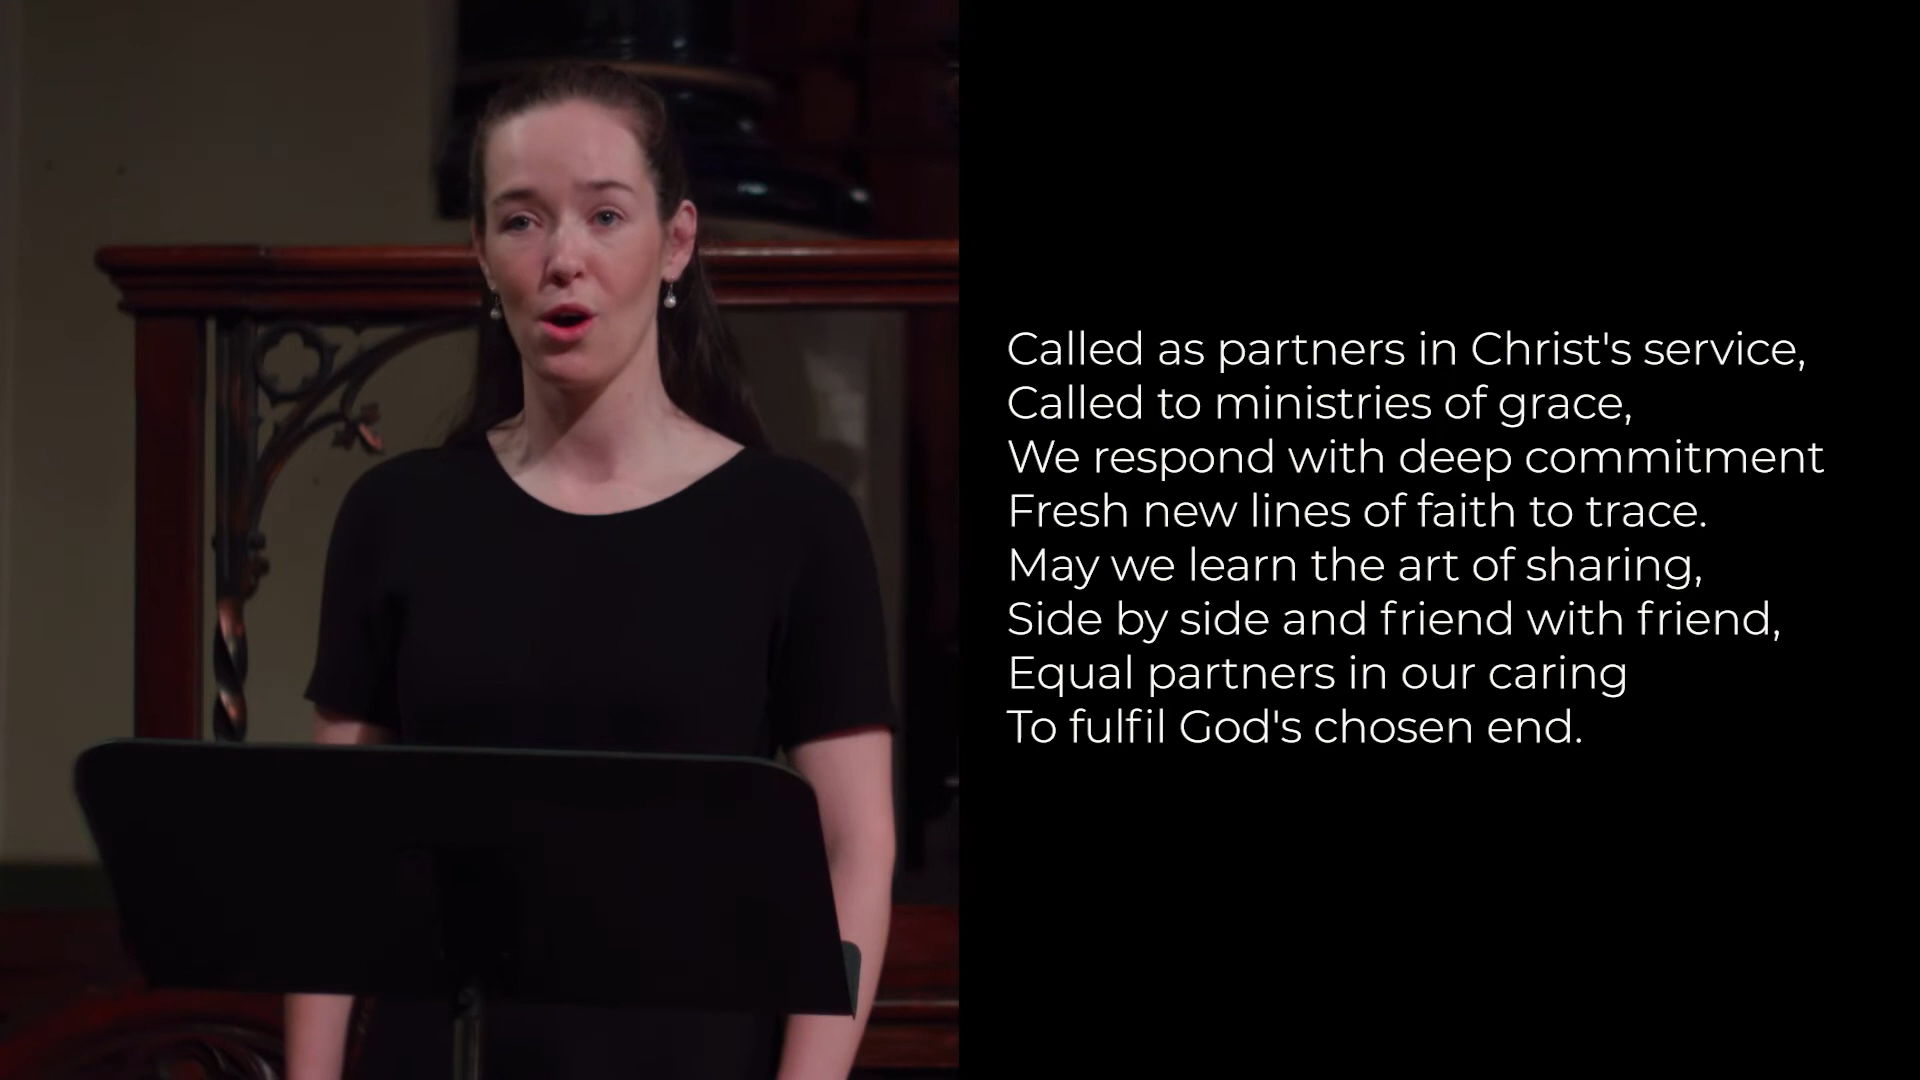 Called as partners in Christ's service,
Called to ministries of grace,
We respond with deep commitment
Fresh new lines of faith to trace.
May we learn the art of sharing,
Side by side and friend with friend,
Equal partners in our caring
To fulfil God's chosen end.